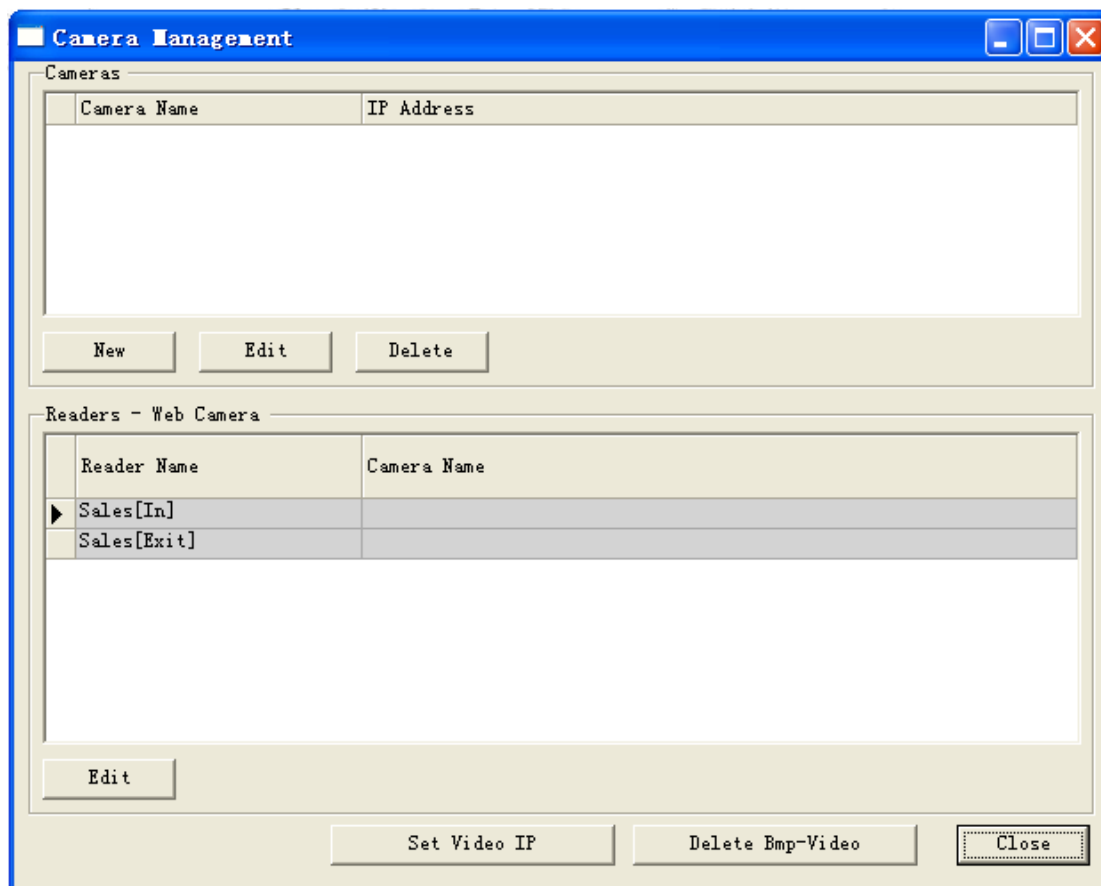 Camera Management
Cameras
Camera Name IP Address
New Edit Delete
Readers - Web Camera
Reader Name Camera Name
Sales[In]
Sales[Exit]
Edit
Set Video IP Delete Bmp-Video Close